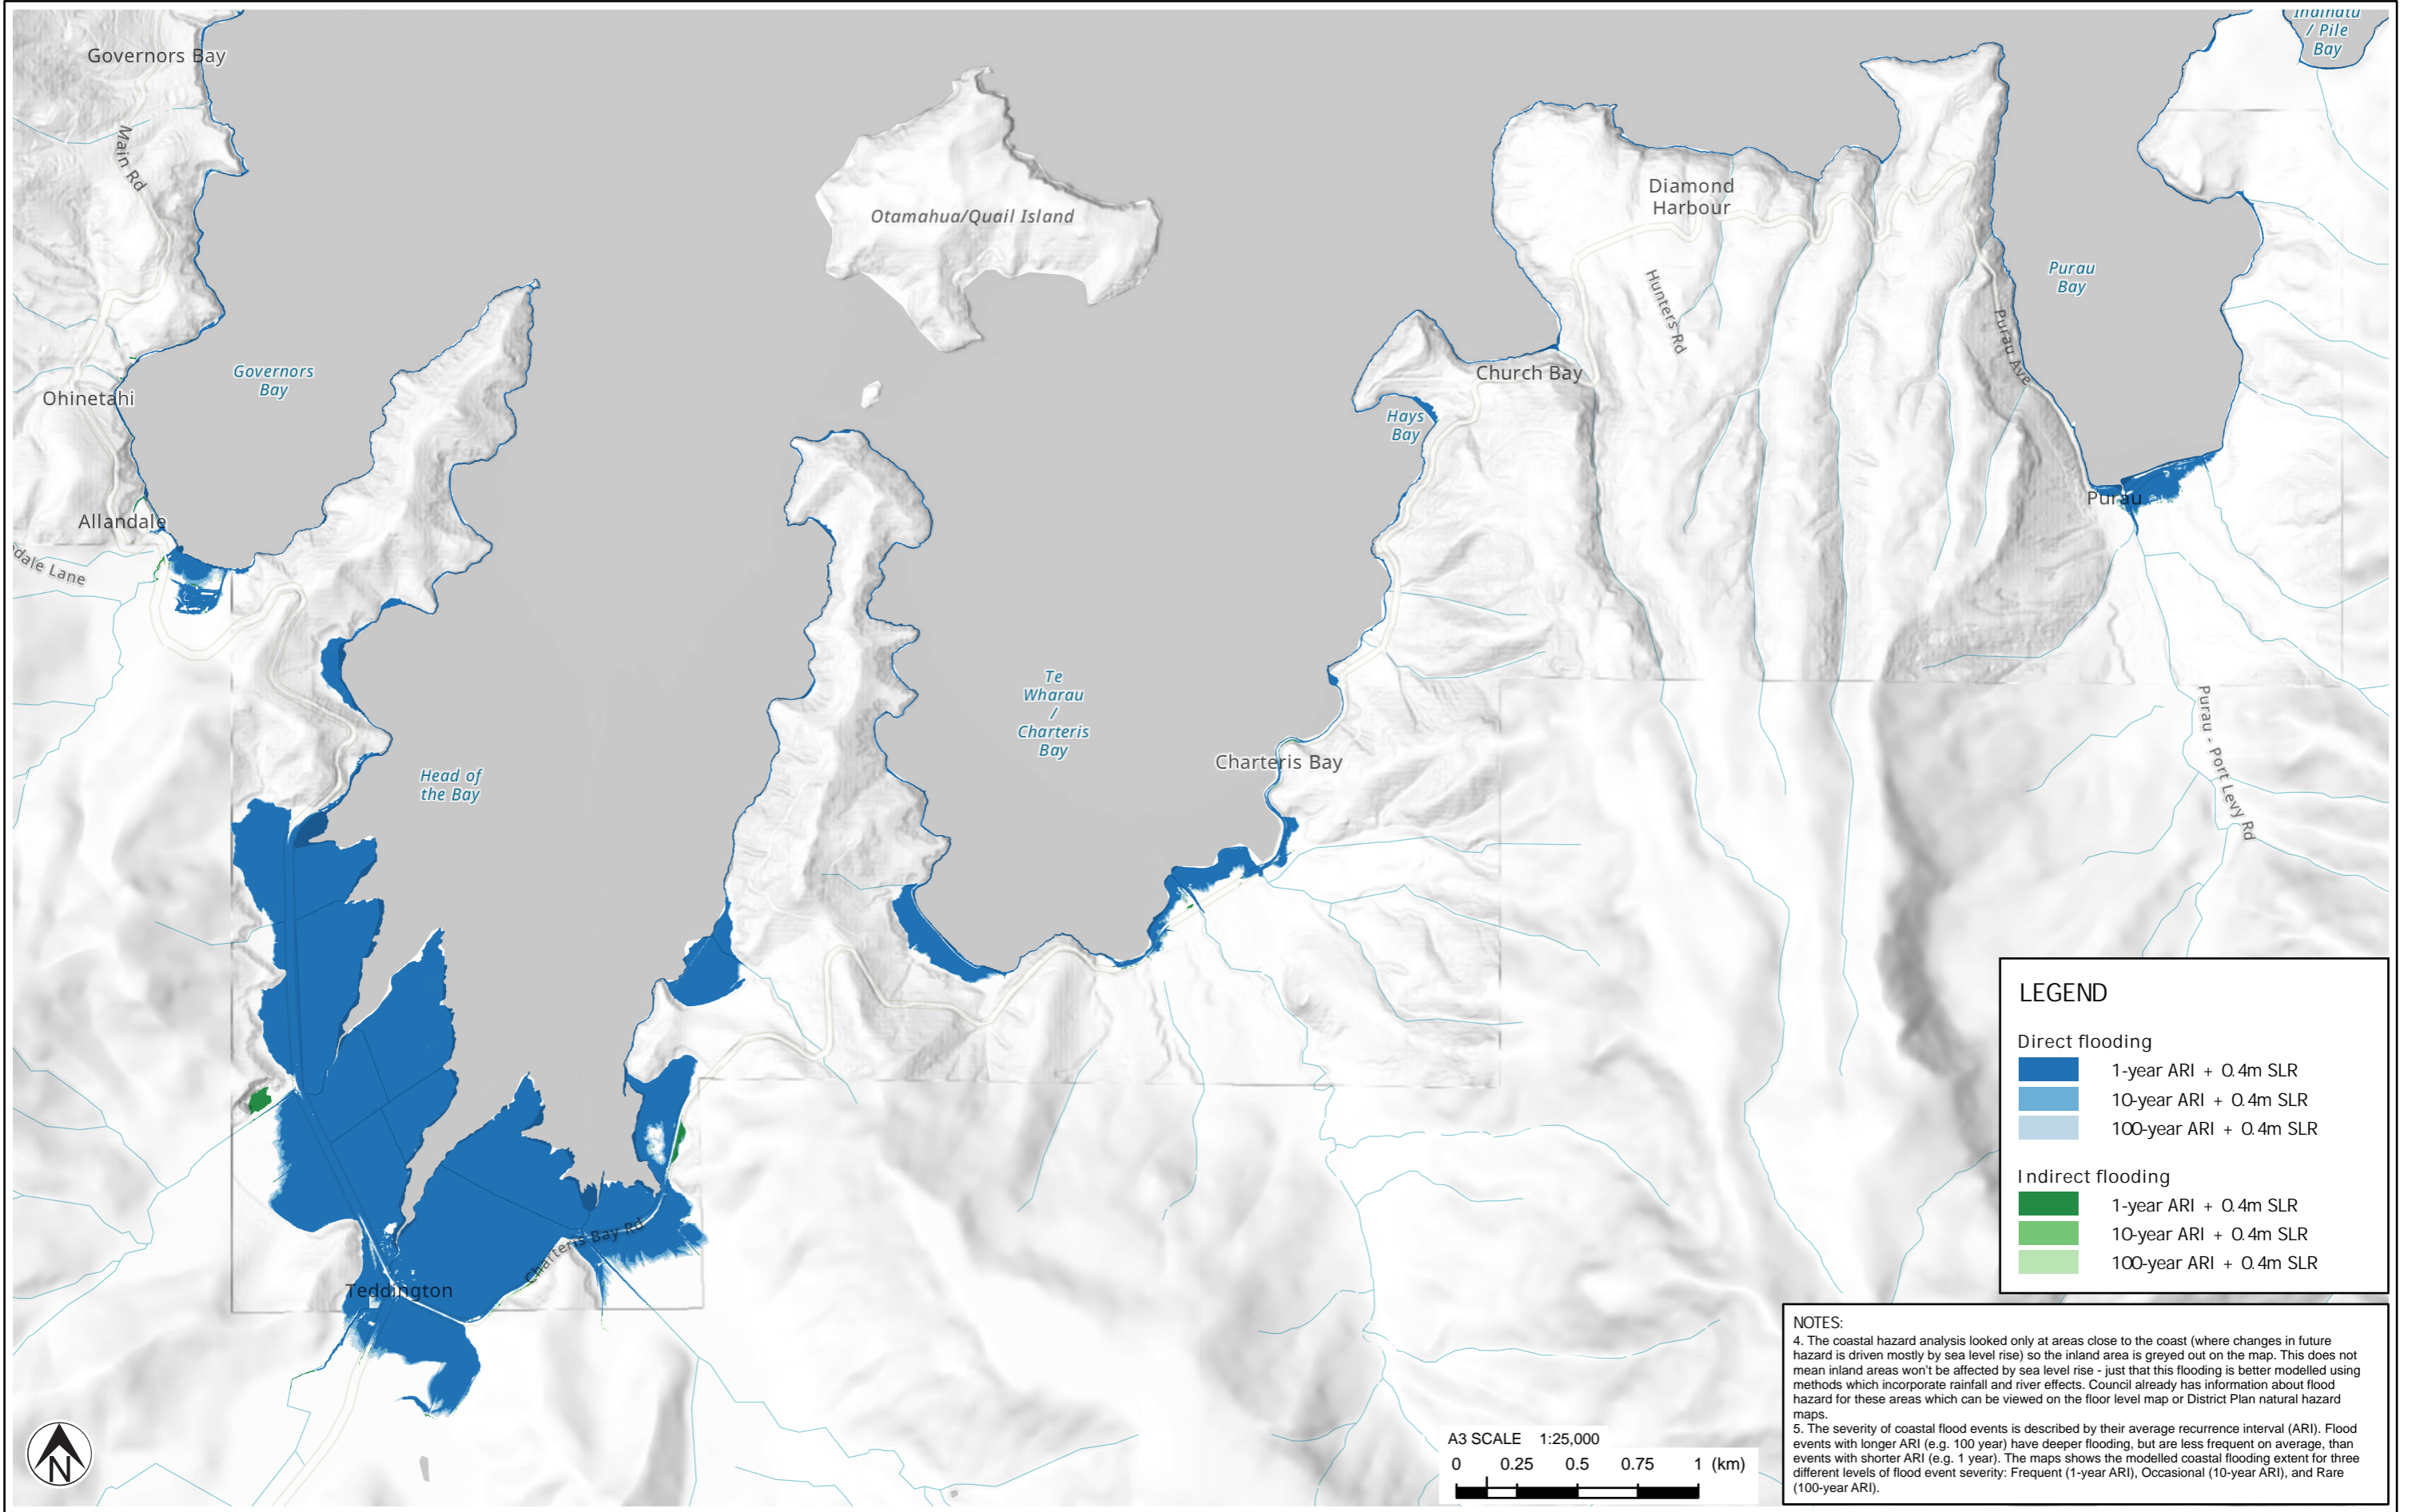 Governors Bay
Main Rd
Inainatu
/ Pile
Bay
Otamahua/Quail Island
Diamond
Harbour
Hunters Rd
Purau
Bay
Purau Ave
Governors
Bay
Ohinetahi
Church Bay
Hays
Bay
Allandale
dale Lane
Purau
Te
Wharau
/
Charteris
Bay
Charteris Bay
Purau - Port Levy Rd
Head of
the Bay
Charteris Bay Rd
Teddington
LEGEND
Direct flooding
1-year ARI + 0.4m SLR
10-year ARI + 0.4m SLR
100-year ARI + 0.4m SLR
Indirect flooding
1-year ARI + 0.4m SLR
10-year ARI + 0.4m SLR
100-year ARI + 0.4m SLR
NOTES:
4. The coastal hazard analysis looked only at areas close to the coast (where changes in future
hazard is driven mostly by sea level rise) so the inland area is greyed out on the map. This does not
mean inland areas won't be affected by sea level rise - just that this flooding is better modelled using
methods which incorporate rainfall and river effects. Council already has information about flood
hazard for these areas which can be viewed on the floor level map or District Plan natural hazard
maps.
5. The severity of coastal flood events is described by their average recurrence interval (ARI). Flood
events with longer ARI (e.g. 100 year) have deeper flooding, but are less frequent on average, than
events with shorter ARI (e.g. 1 year). The maps shows the modelled coastal flooding extent for three
different levels of flood event severity: Frequent (1-year ARI), Occasional (10-year ARI), and Rare
(100-year ARI).
A3 SCALE 1:25,000
0 0.25 0.5 0.75 1 (km)
N